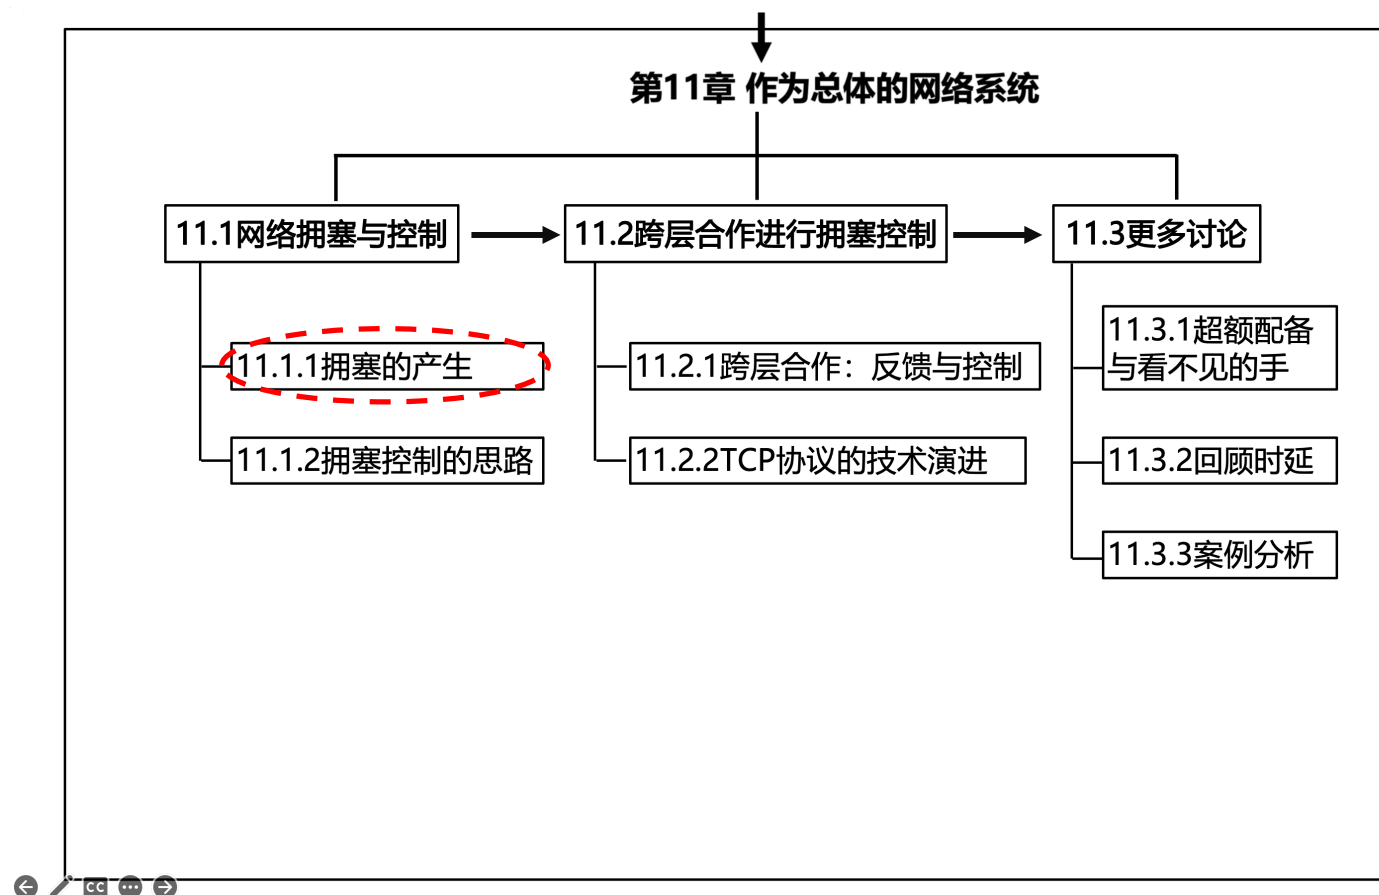 第11章 作为总体的网络系统
11.1网络拥塞与控制
11.2跨层合作进行拥塞控制
11.3更多讨论
11.1.1拥塞的产生
11.1.2拥塞控制的思路
11.2.1跨层合作：反馈与控制
11.2.2TCP协议的技术演进
11.3.1超额配备
与看不见的手
11.3.2回顾时延
11.3.3案例分析
CC